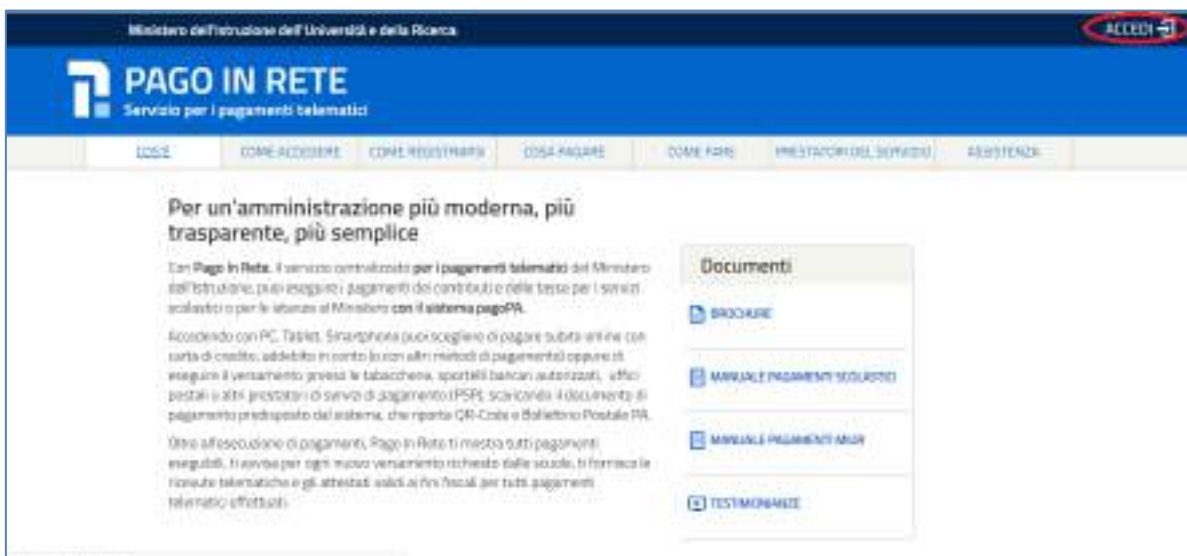 Ministero dell'Istruzione dell'Università e della Ricerca
ACCEDI
PAGO IN RETE
Servizio per i pagamenti telematici
COS'È
COME ACCEDERE
COME REGISTRARSI
COSA PAGARE
COME FARE
PRESTATORI DEL SERVIZIO
ASSISTENZA
Per un'amministrazione più moderna, più
trasparente, più semplice
Con Pago In Rete, il servizio centralizzato per i pagamenti telematici del Ministero
dell'Istruzione, puoi eseguire i pagamenti dei contributi e delle tasse per i servizi
scolastici o per le istanze al Ministero con il sistema pagoPA.
Accedendo con PC, Tablet, Smartphone puoi scegliere di pagare subito online con
carta di credito, addebito in conto (o con altri metodi di pagamento) oppure di
eseguire il versamento presso le tabaccherie, sportelli bancari autorizzati, uffici
postali o altri prestatori di servizi di pagamento (PSP), scaricando il documento di
pagamento predisposto dal sistema, che riporta QR-Code e Bollettino Postale PA.
Oltre all'esecuzione di pagamenti, Pago In Rete ti mostra tutti pagamenti
eseguibili, ti avvisa per ogni nuovo versamento richiesto dalle scuole, ti fornisce le
ricevute telematiche e gli attestati validi ai fini fiscali per tutti pagamenti
telematici effettuati.
Documenti
BROCHURE
MANUALE PAGAMENTI SCOLASTICI
MANUALE PAGAMENTI MIUR
TESTIMONIANZE